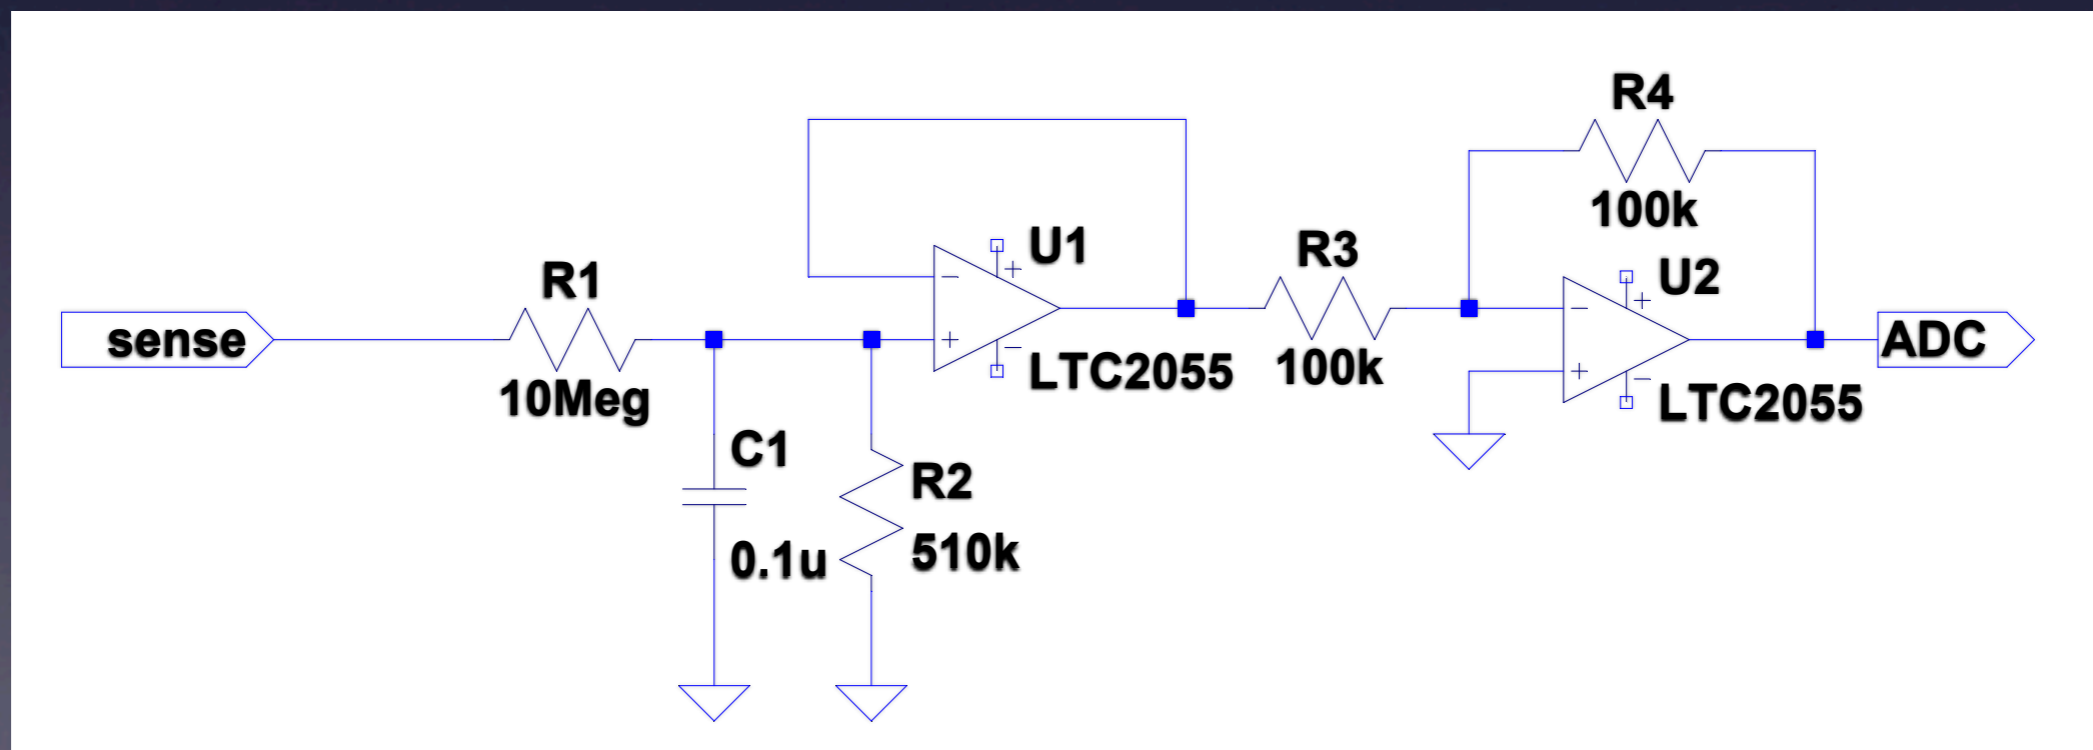 R4
100k
U1
R3
U2
R1
sense
ADC
LTC2055
100k
10Meg
LTC2055
C1
R2
0.1u
510k